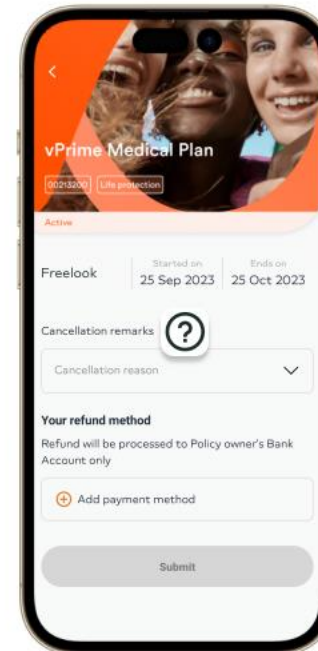 vPrime Medical Plan
00213200 Life protection
Active
Freelook
Started on Ends on
25 Sep 2023 25 Oct 2023
Cancellation remarks ?
Cancellation reason
Your refund method
Refund will be processed to Policy owner's Bank
Account only
Add payment method
Submit